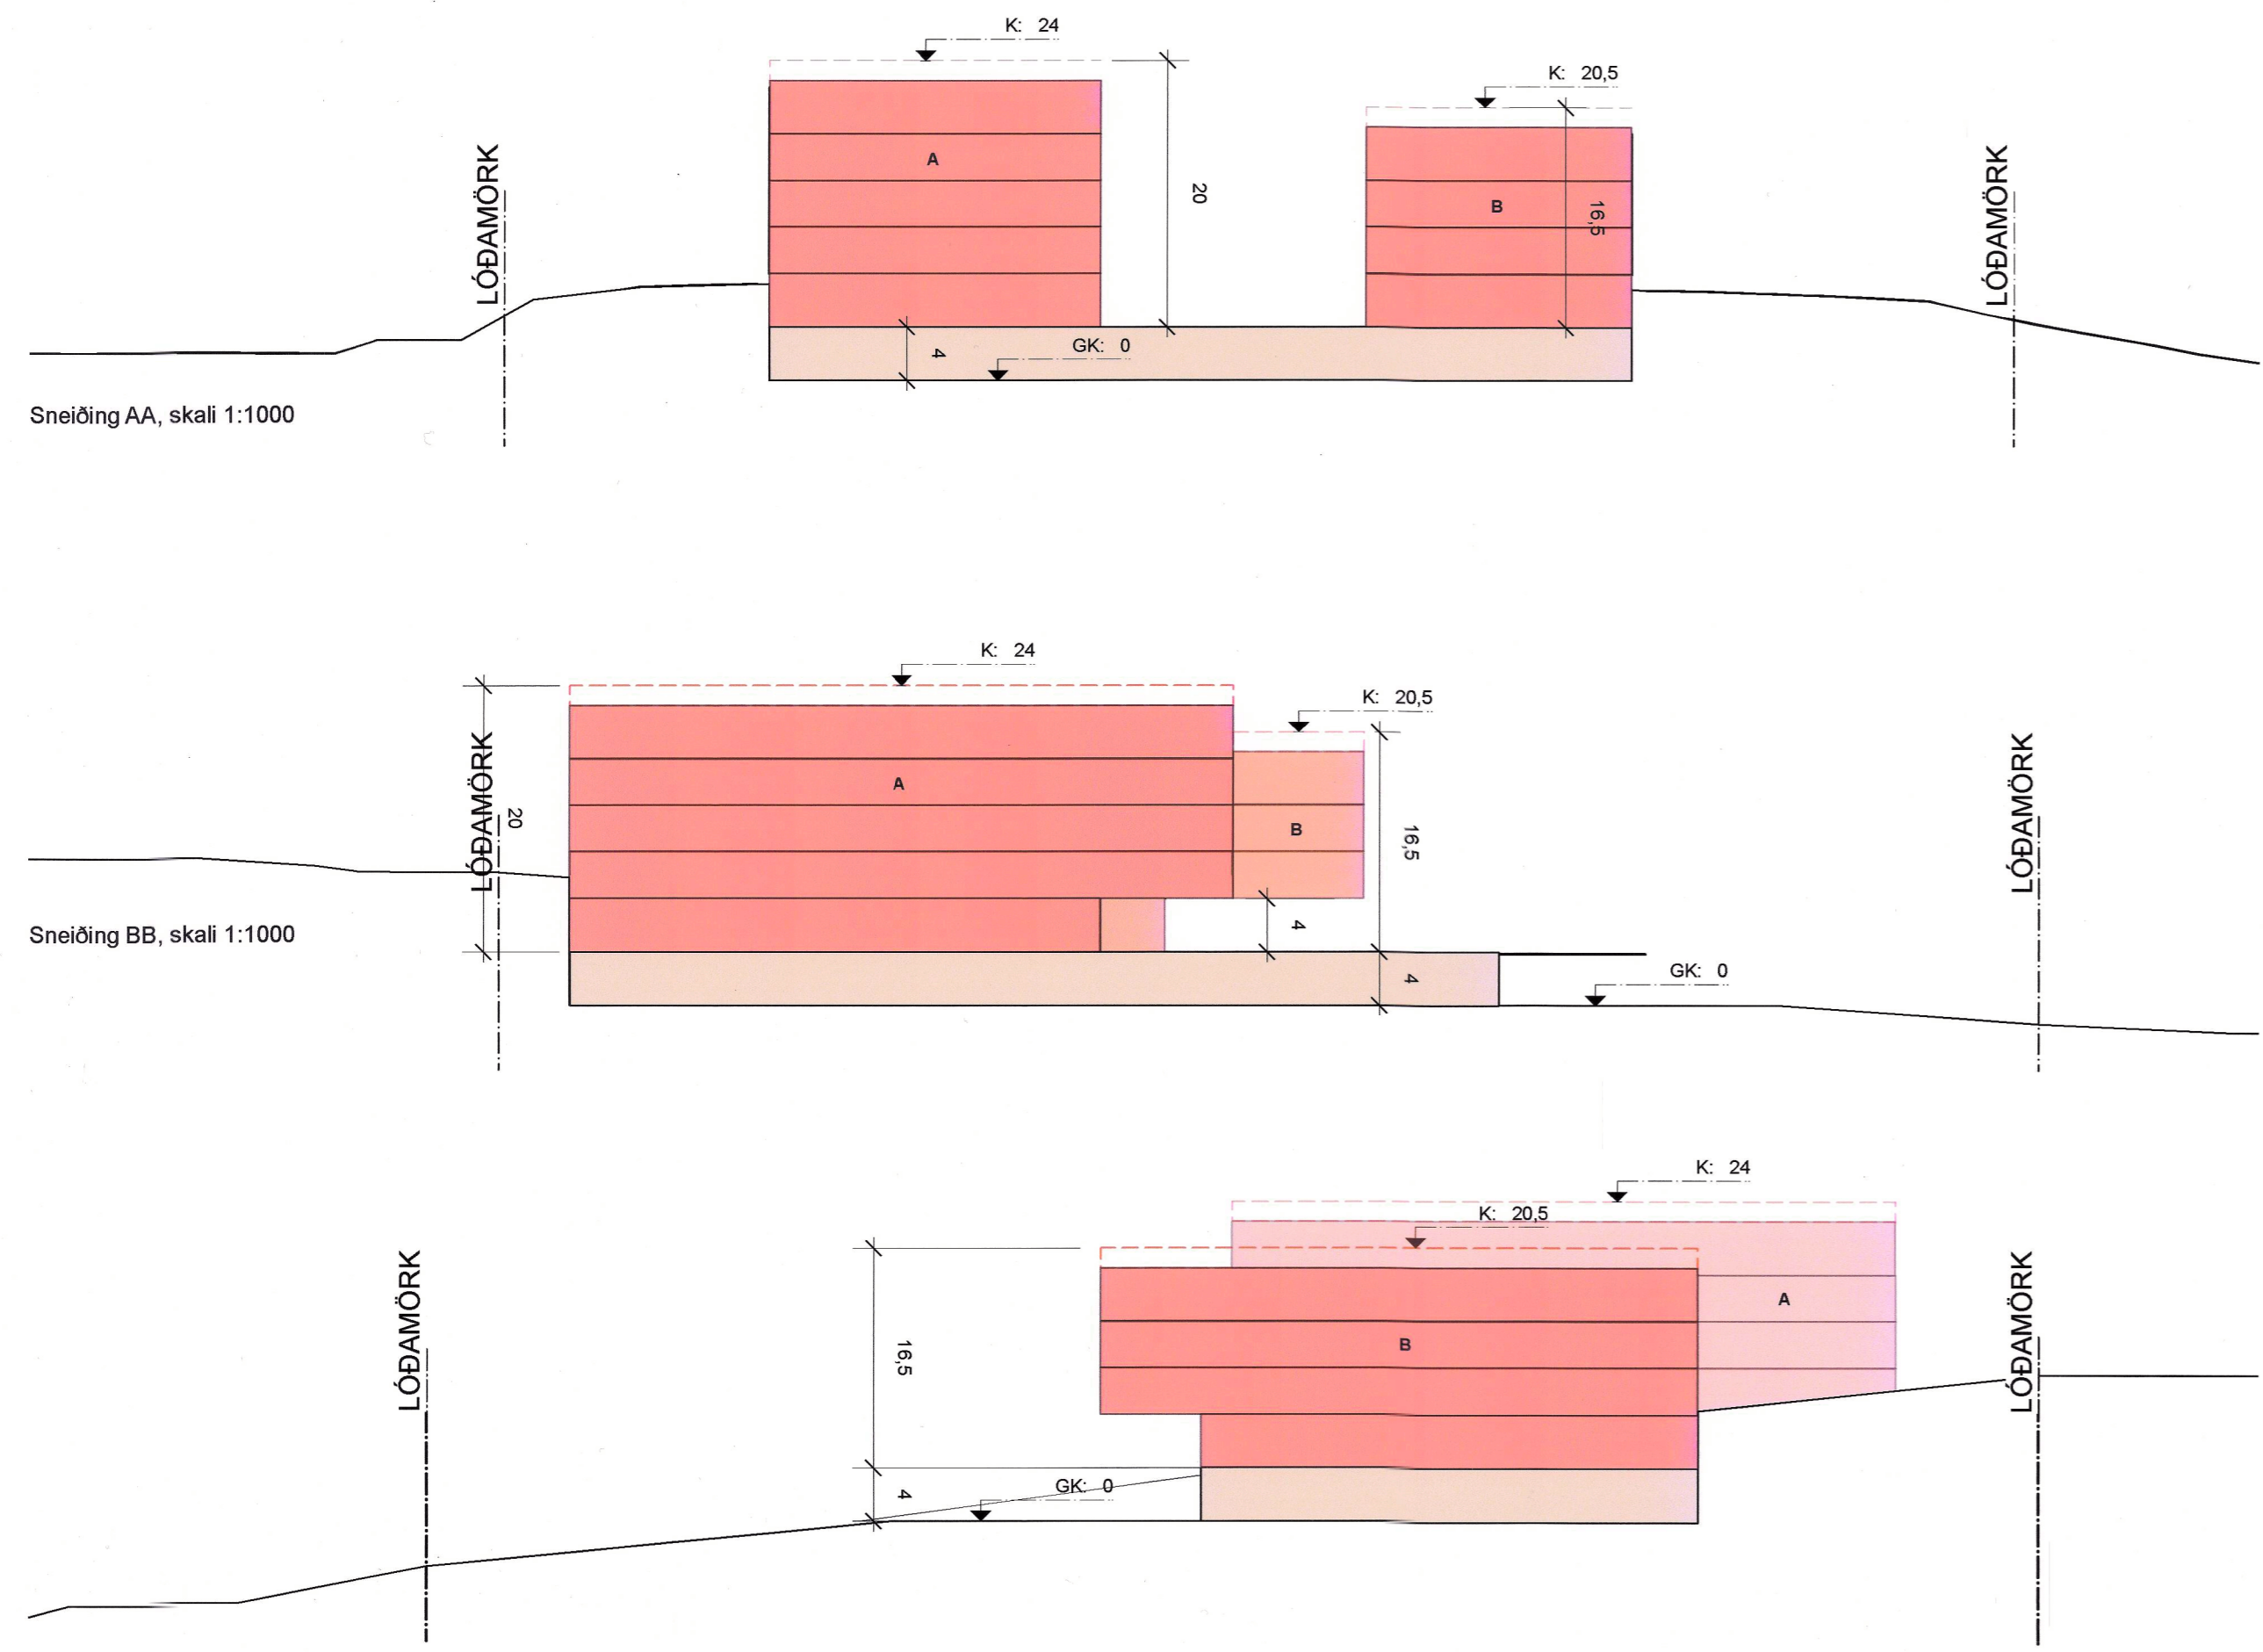 K: 24
K: 20,5
LÓÐAMÖRK
LÓÐAMÖRK
A
20
B
16,5
4
GK: 0
Sneiðing AA, skali 1:1000
K: 24
K: 20,5
LÓÐAMÖRK
LÓÐAMÖRK
A
20
B
16,5
4
Sneiðing BB, skali 1:1000
4
GK: 0
K: 24
K: 20,5
LÓÐAMÖRK
LÓÐAMÖRK
A
B
16,5
4
GK: 0